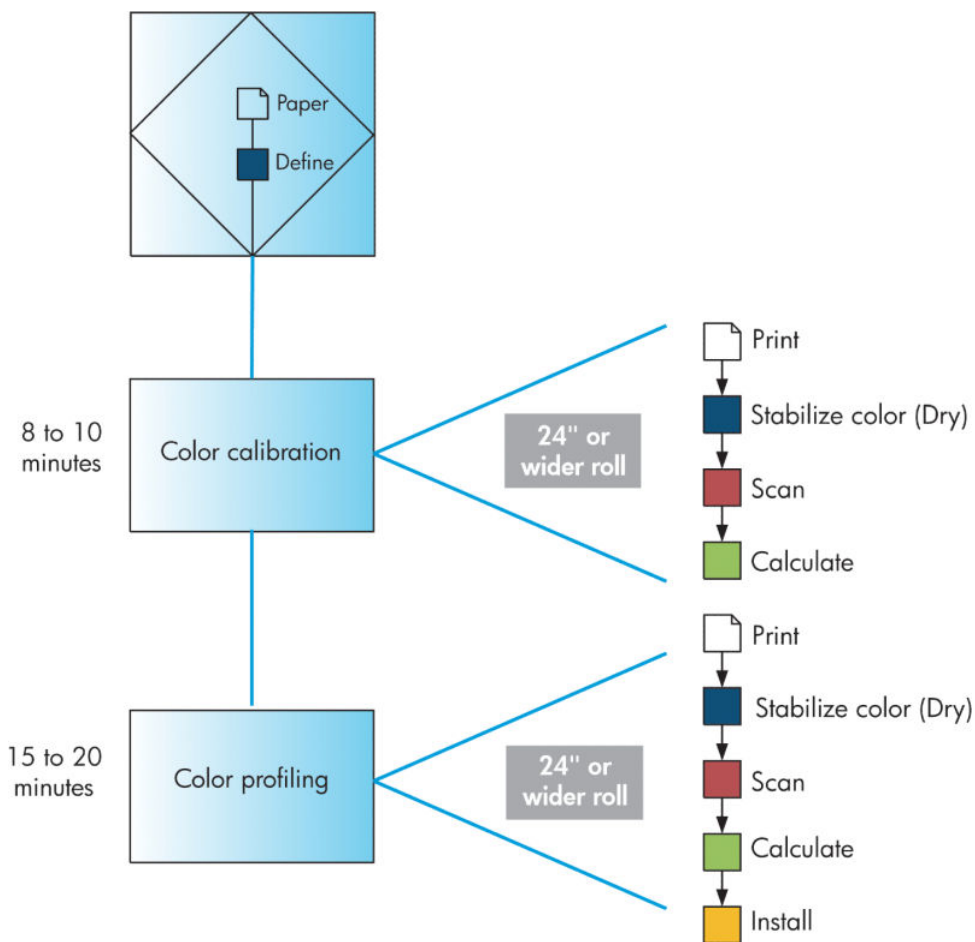 Paper
Define
8 to 10
minutes
Color calibration
24" or
wider roll
Print
Stabilize color (Dry)
Scan
Calculate
15 to 20
minutes
Color profiling
24" or
wider roll
Print
Stabilize color (Dry)
Scan
Calculate
Install